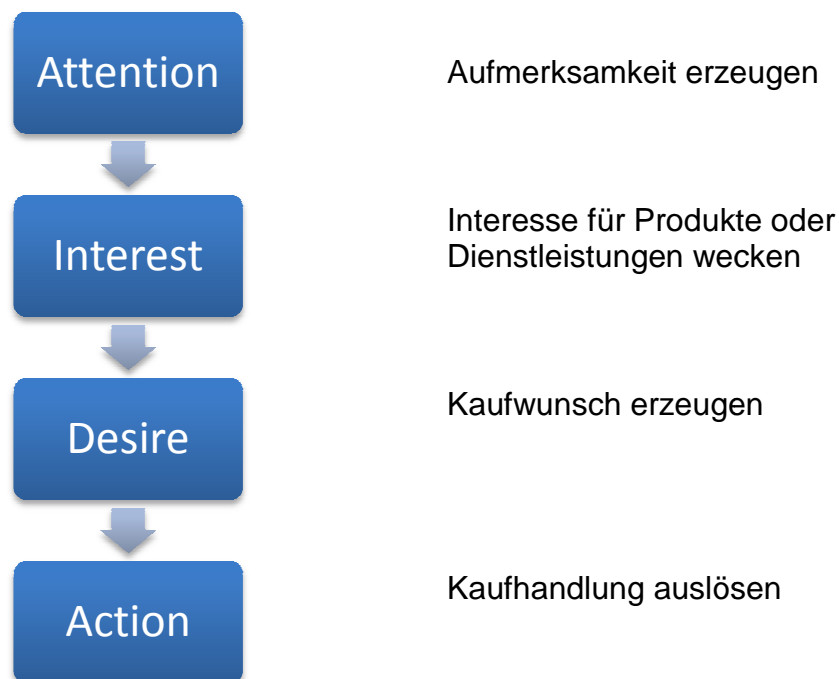 Attention
Aufmerksamkeit erzeugen
Interest
Interesse für Produkte oder
Dienstleistungen wecken
Desire
Kaufwunsch erzeugen
Action
Kaufhandlung auslösen